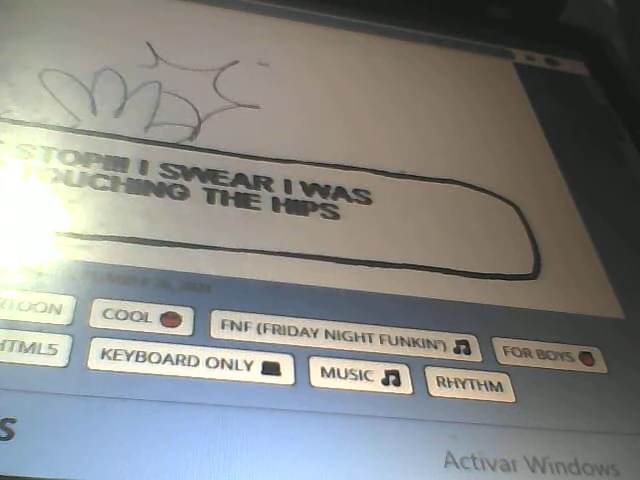 STOP!!! I SWEAR I WAS
TOUCHING THE HIPS
COOL
FNF (FRIDAY NIGHT FUNKIN')
FOR BOYS
HTML5
KEYBOARD ONLY
MUSIC
RHYTHM
S
Activar Windows